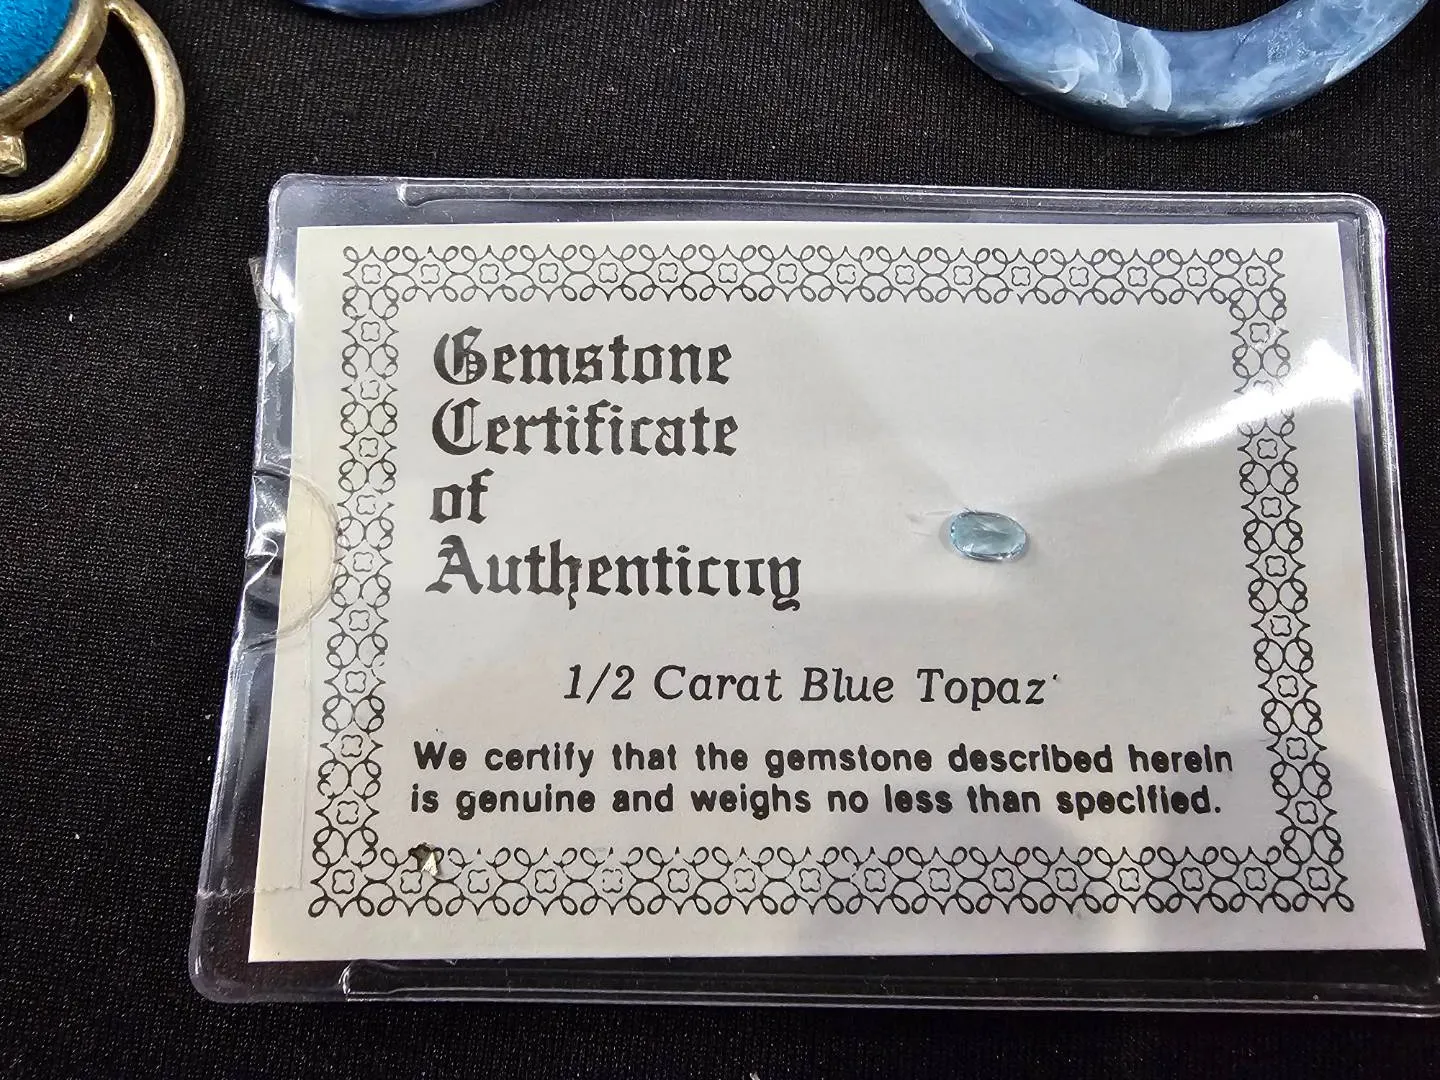 Gemstone
Certificate
of
Authenticity
1/2 Carat Blue Topaz
We certify that the gemstone described herein
is genuine and weighs no less than specified.